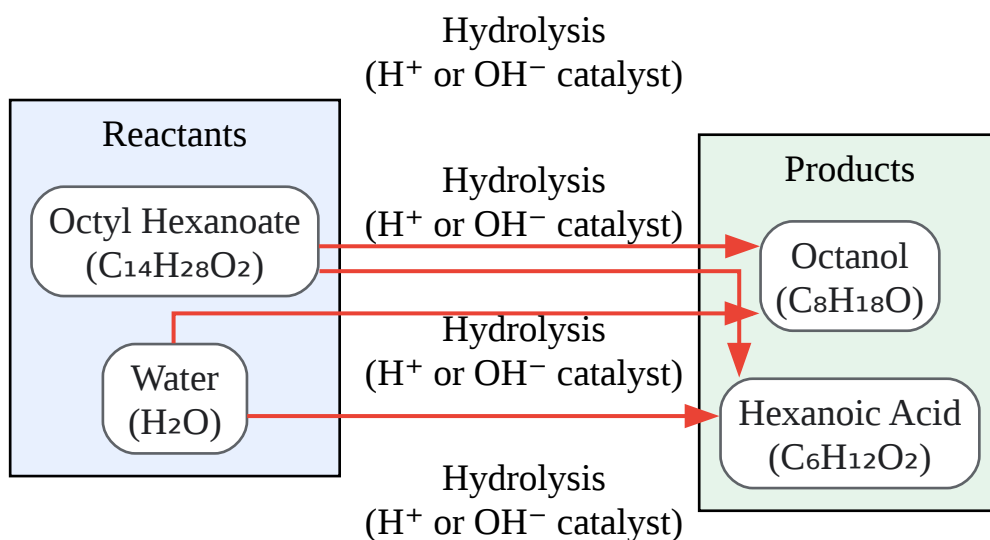 Hydrolysis
(H⁺ or OH⁻ catalyst)
Reactants
Octyl Hexanoate
(C₁₄H₂₈O₂)
Water
(H₂O)
Hydrolysis
(H⁺ or OH⁻ catalyst)
Hydrolysis
(H⁺ or OH⁻ catalyst)
Hydrolysis
(H⁺ or OH⁻ catalyst)
Products
Octanol
(C₈H₁₈O)
Hexanoic Acid
(C₆H₁₂O₂)